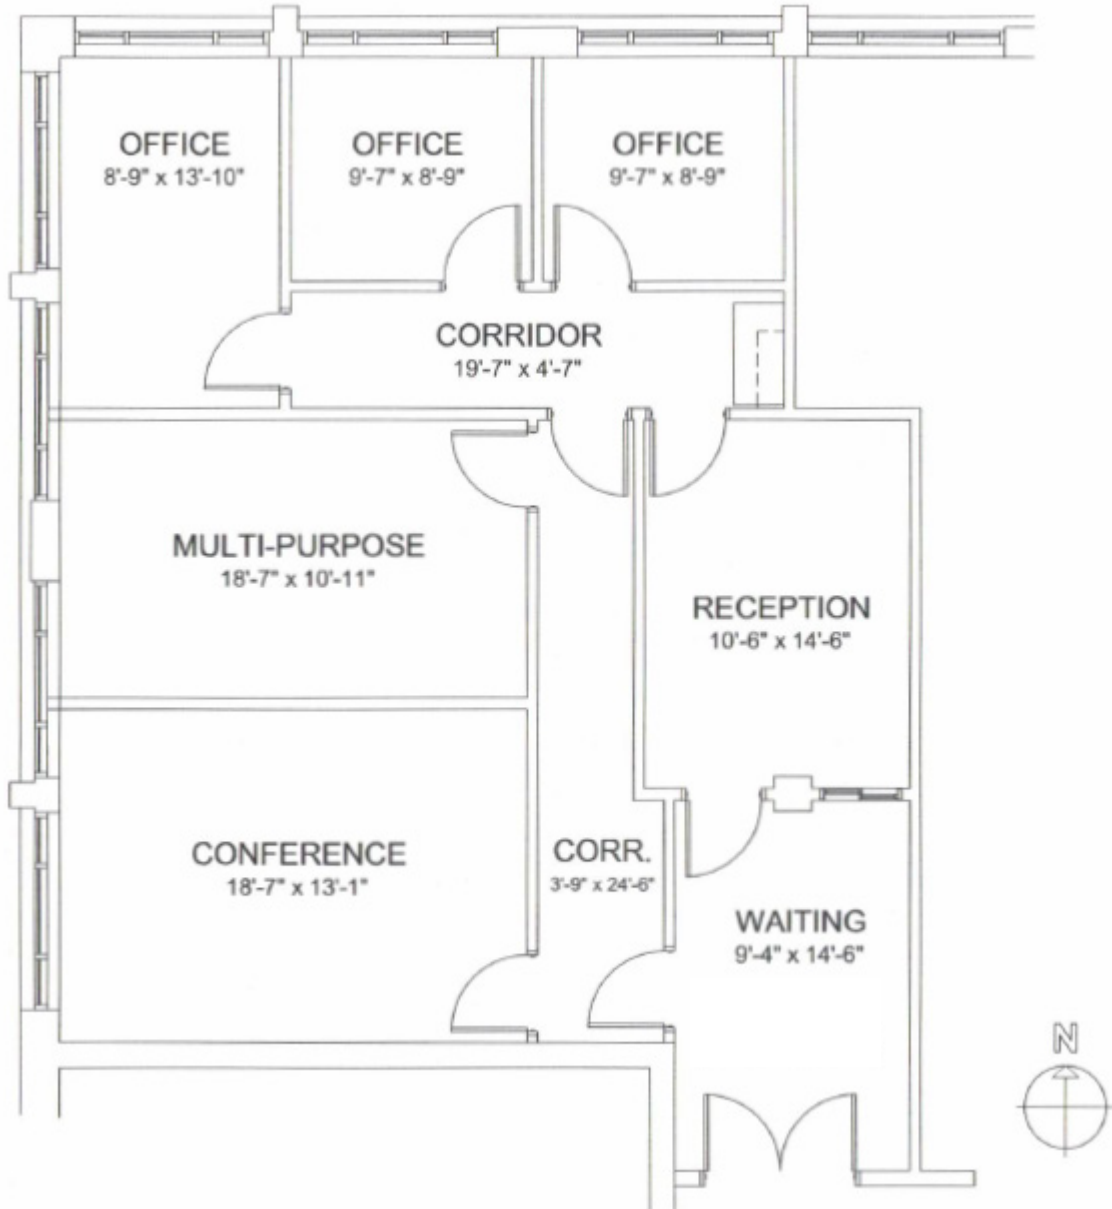 OFFICE
8'-9" x 13'-10"
OFFICE
9'-7" x 8'-9"
OFFICE
9'-7" x 8'-9"
CORRIDOR
19'-7" x 4'-7"
MULTI-PURPOSE
18'-7" x 10'-11"
RECEPTION
10'-6" x 14'-6"
CONFERENCE
18'-7" x 13'-1"
CORR.
3'-9" x 24'-6"
WAITING
9'-4" x 14'-6"
N